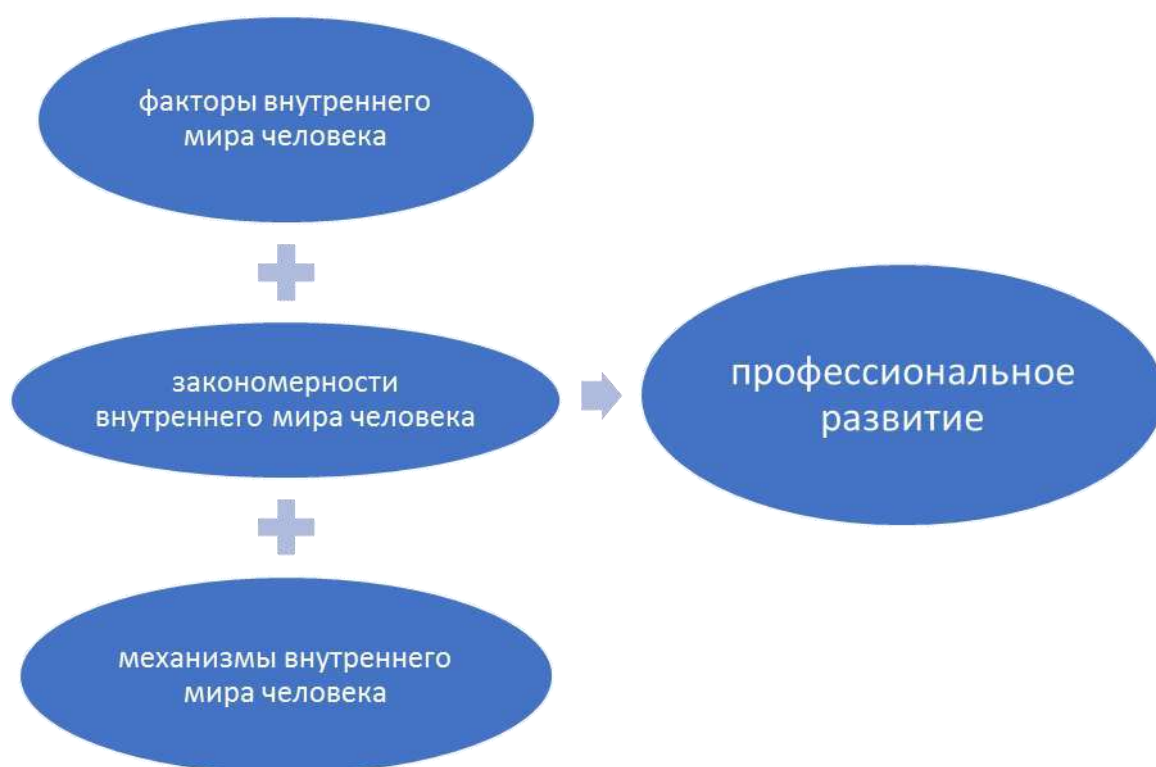 факторы внутреннего
мира человека
закономерности
внутреннего мира человека
механизмы внутреннего
мира человека
профессиональное
развитие